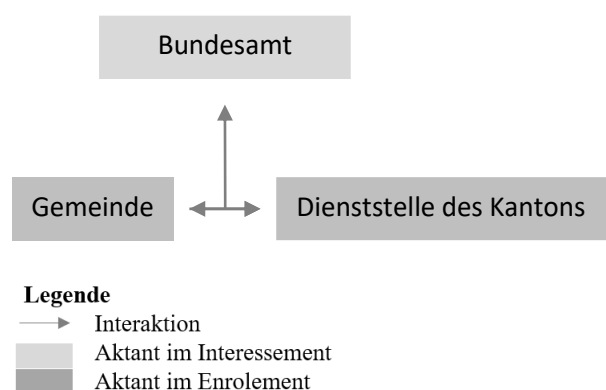 Bundesamt
Gemeinde
Dienststelle des Kantons
Legende
Interaktion
Aktant im Interessement
Aktant im Enrolement